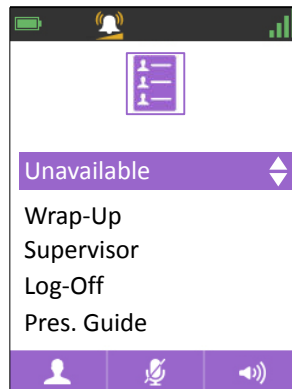 Unavailable
Wrap-Up
Supervisor
Log-Off
Pres. Guide